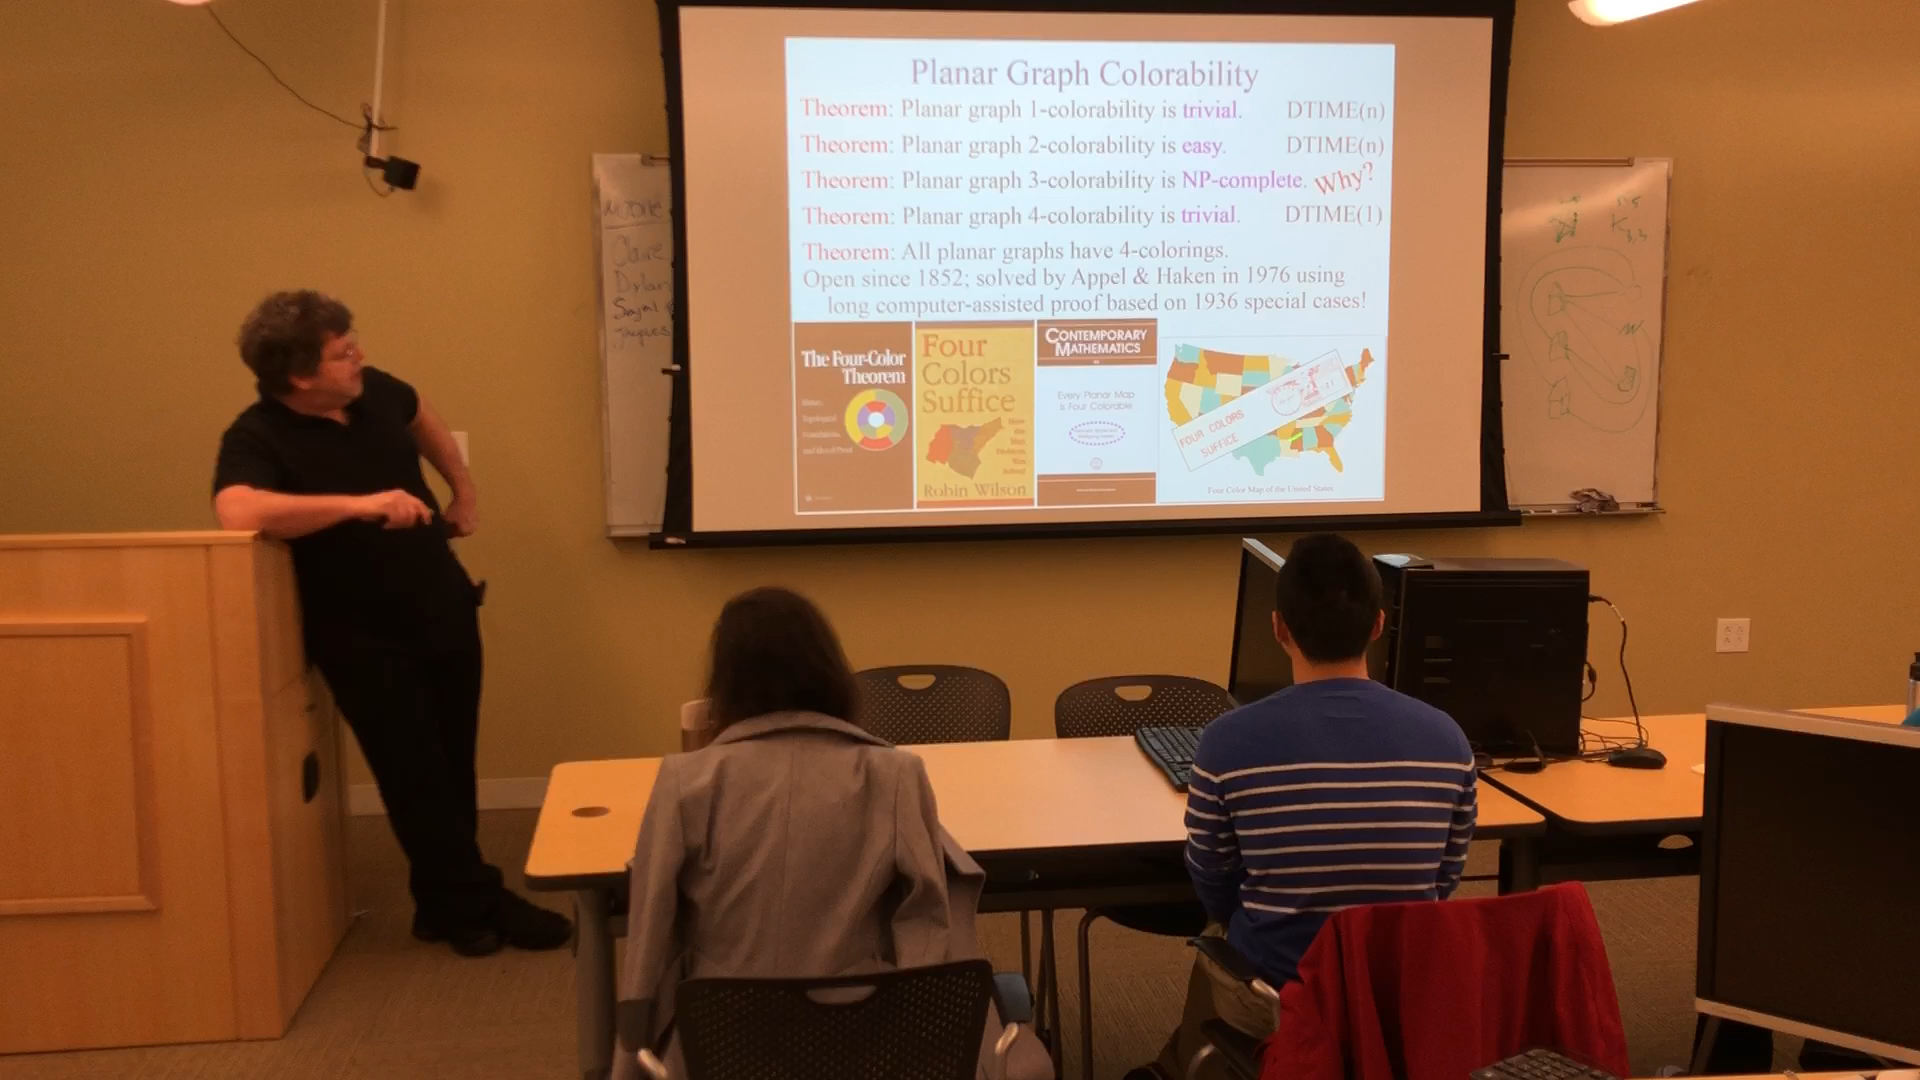 Planar Graph Colorability
Theorem: Planar graph 1-colorability is trivial. DTIME(n)
Theorem: Planar graph 2-colorability is easy. DTIME(n)
Theorem: Planar graph 3-colorability is NP-complete. Why?
Theorem: Planar graph 4-colorability is trivial. DTIME(1)
Theorem: All planar graphs have 4-colorings.
Open since 1852; solved by Appel & Haken in 1976 using
long computer-assisted proof based on 1936 special cases!
The Four-Color
Theorem
Four
Colors
Suffice
Robin Wilson
CONTEMPORARY
MATHEMATICS
Every Planar Map
Is Four Colorable
FOUR COLORS
SUFFICE
Four Color Map of the United States
Claire
Dylan
K3,3